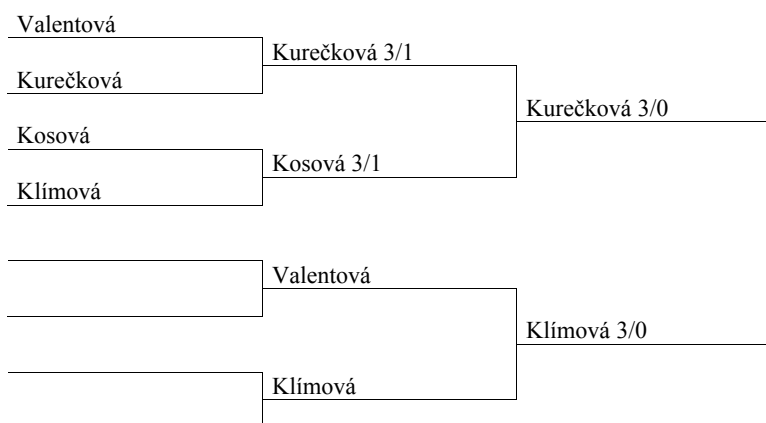 Valentová
Kurečková 3/1
Kurečková
Kurečková 3/0
Kosová
Kosová 3/1
Klímová
Valentová
Klímová 3/0
Klímová